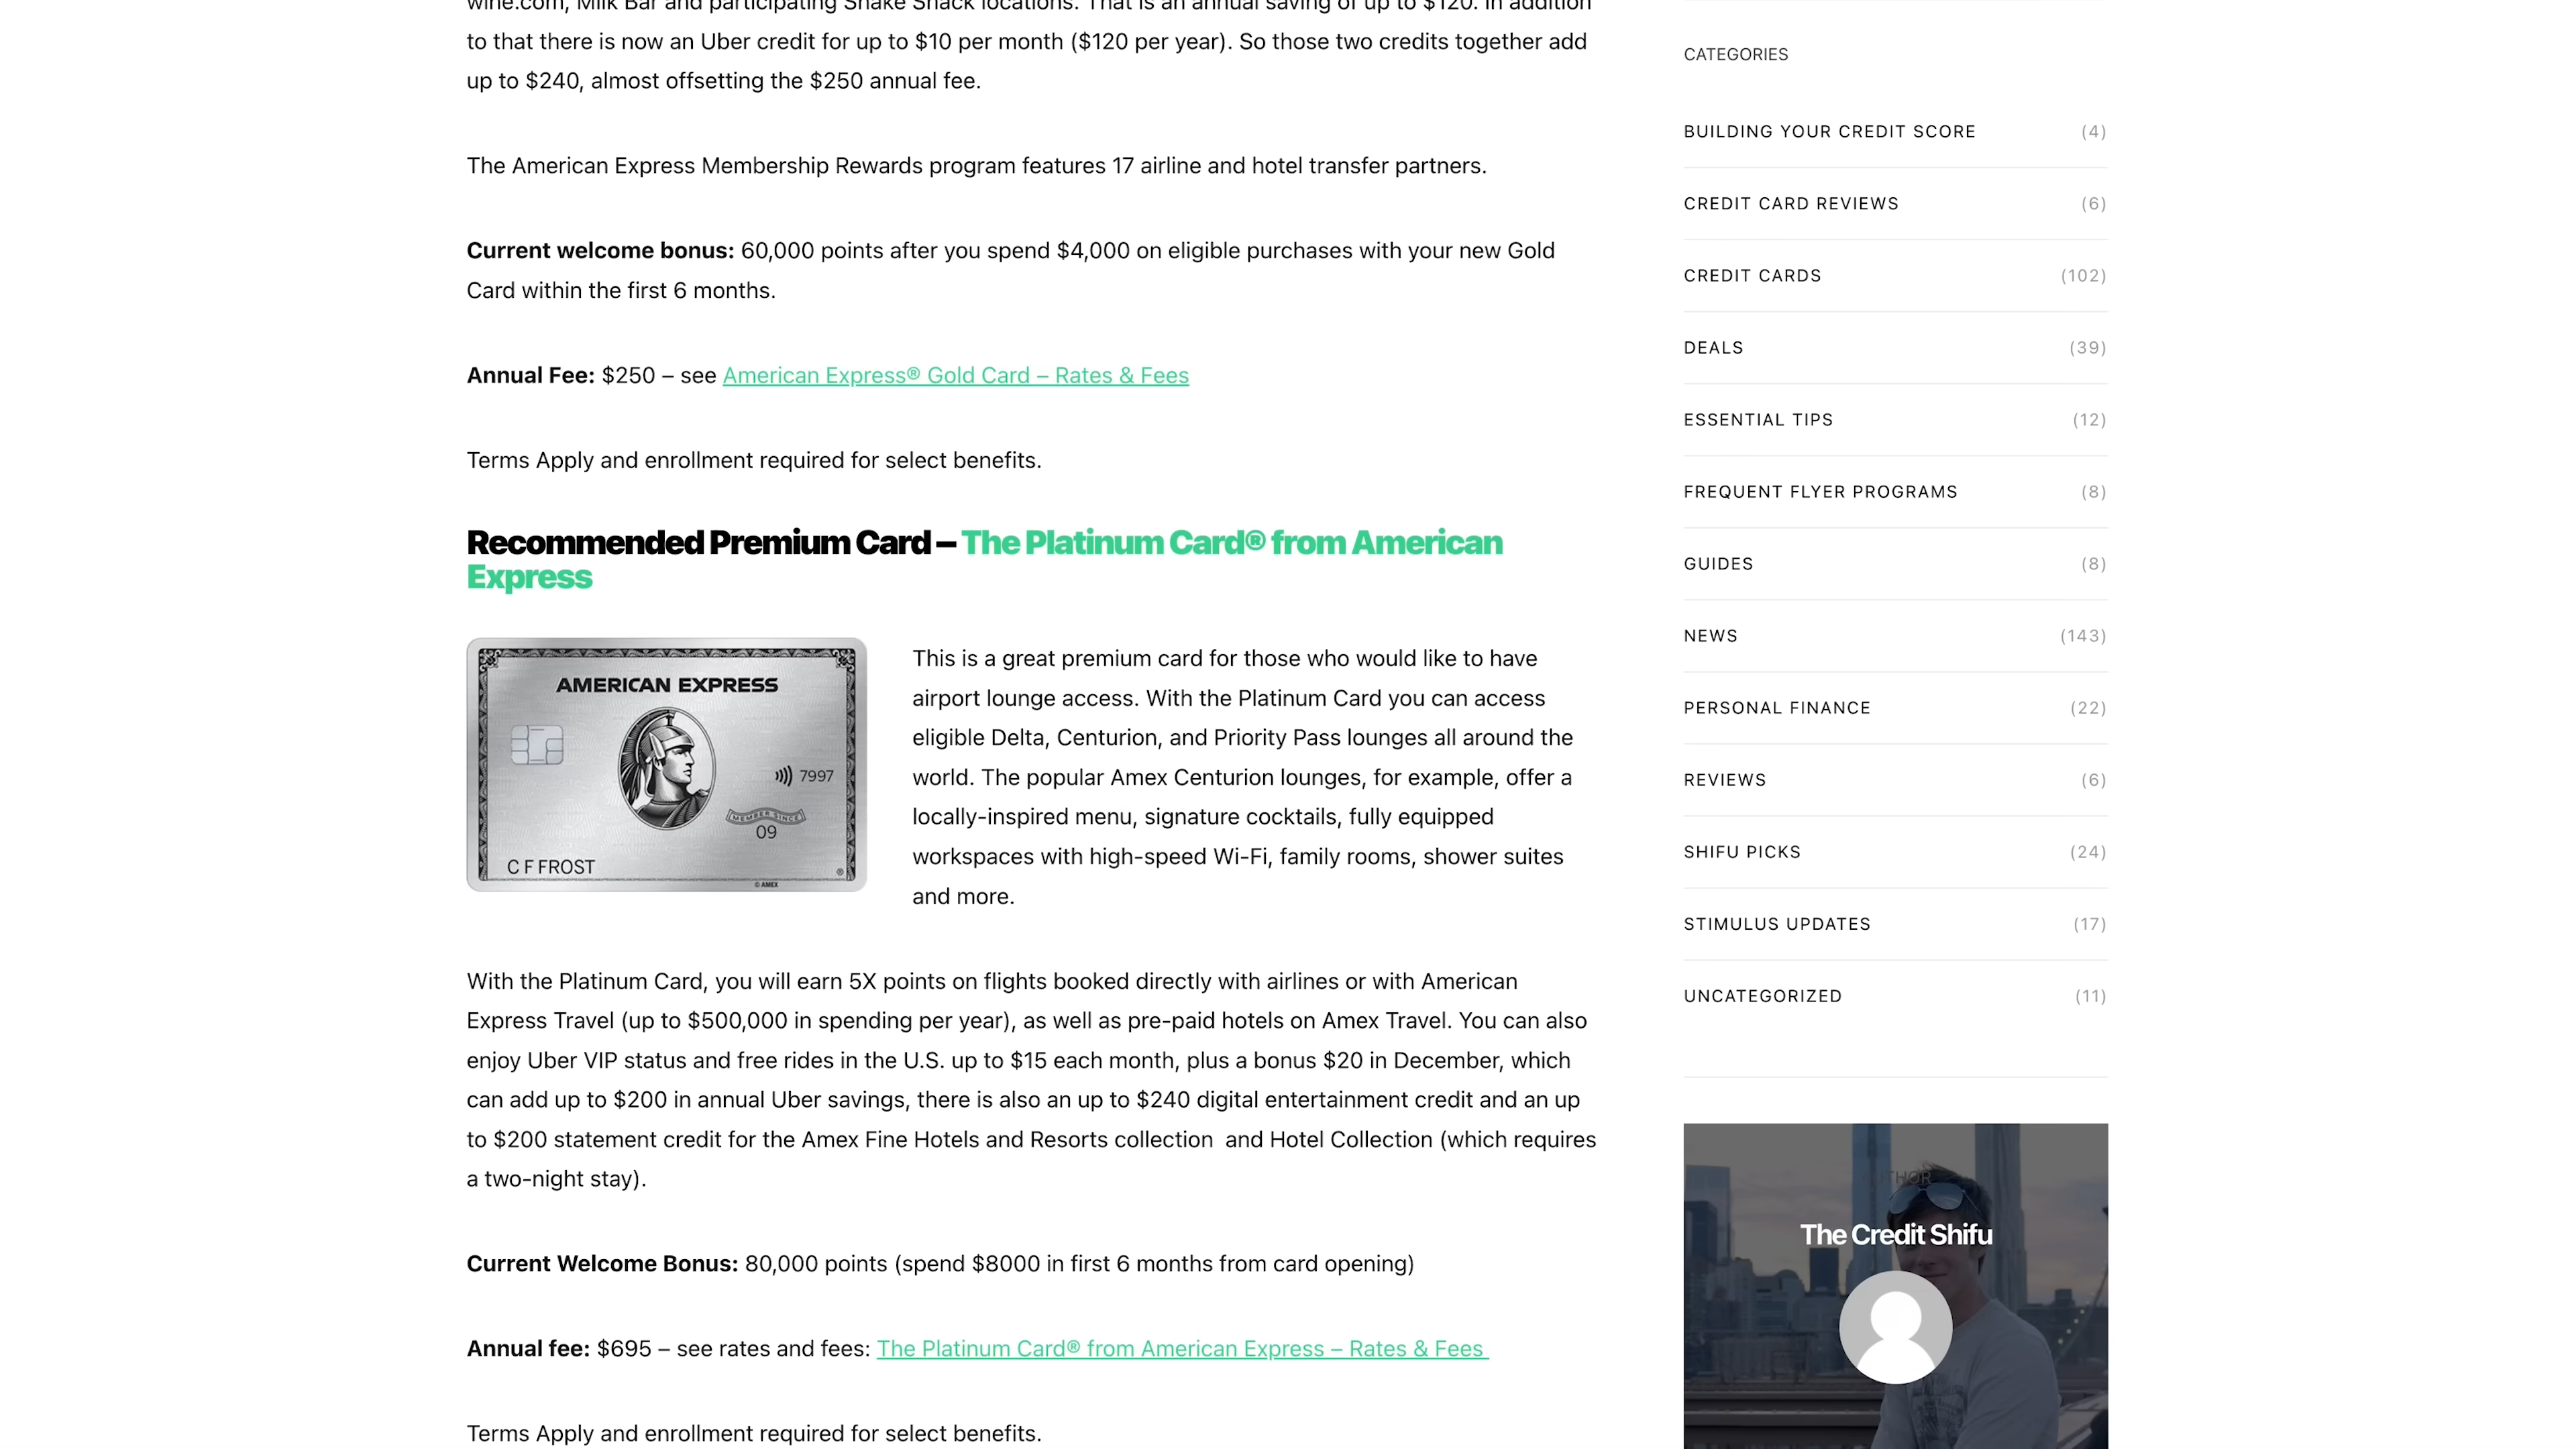 wine.com, Milk Bar and participating Shake Shack locations. That is an annual saving of up to $120. In addition
to that there is now an Uber credit for up to $10 per month ($120 per year). So those two credits together add
up to $240, almost offsetting the $250 annual fee.
The American Express Membership Rewards program features 17 airline and hotel transfer partners.
Current welcome bonus: 60,000 points after you spend $4,000 on eligible purchases with your new Gold
Card within the first 6 months.
Annual Fee: $250 – see American Express® Gold Card – Rates & Fees
Terms Apply and enrollment required for select benefits.
Recommended Premium Card – The Platinum Card® from American
Express
AMERICAN EXPRESS
7997
MEMBER SINCE
09
C F FROST
© AMEX
®
This is a great premium card for those who would like to have
airport lounge access. With the Platinum Card you can access
eligible Delta, Centurion, and Priority Pass lounges all around the
world. The popular Amex Centurion lounges, for example, offer a
locally-inspired menu, signature cocktails, fully equipped
workspaces with high-speed Wi-Fi, family rooms, shower suites
and more.
With the Platinum Card, you will earn 5X points on flights booked directly with airlines or with American
Express Travel (up to $500,000 in spending per year), as well as pre-paid hotels on Amex Travel. You can also
enjoy Uber VIP status and free rides in the U.S. up to $15 each month, plus a bonus $20 in December, which
can add up to $200 in annual Uber savings, there is also an up to $240 digital entertainment credit and an up
to $200 statement credit for the Amex Fine Hotels and Resorts collection  and Hotel Collection (which requires
a two-night stay).
Current Welcome Bonus: 80,000 points (spend $8000 in first 6 months from card opening)
Annual fee: $695 – see rates and fees: The Platinum Card® from American Express – Rates & Fees
Terms Apply and enrollment required for select benefits.
CATEGORIES
BUILDING YOUR CREDIT SCORE (4)
CREDIT CARD REVIEWS (6)
CREDIT CARDS (102)
DEALS (39)
ESSENTIAL TIPS (12)
FREQUENT FLYER PROGRAMS (8)
GUIDES (8)
NEWS (143)
PERSONAL FINANCE (22)
REVIEWS (6)
SHIFU PICKS (24)
STIMULUS UPDATES (17)
UNCATEGORIZED (11)
AUTHOR
The Credit Shifu